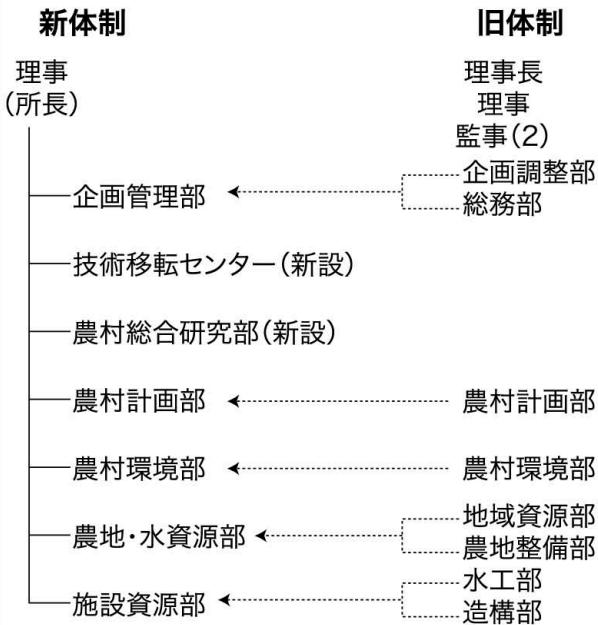 新体制
理事
(所長)
企画管理部
技術移転センター(新設)
農村総合研究部(新設)
農村計画部
農村環境部
農地・水資源部
施設資源部
旧体制
理事長
理事
監事(2)
企画調整部
総務部
農村計画部
農村環境部
地域資源部
農地整備部
水工部
造構部